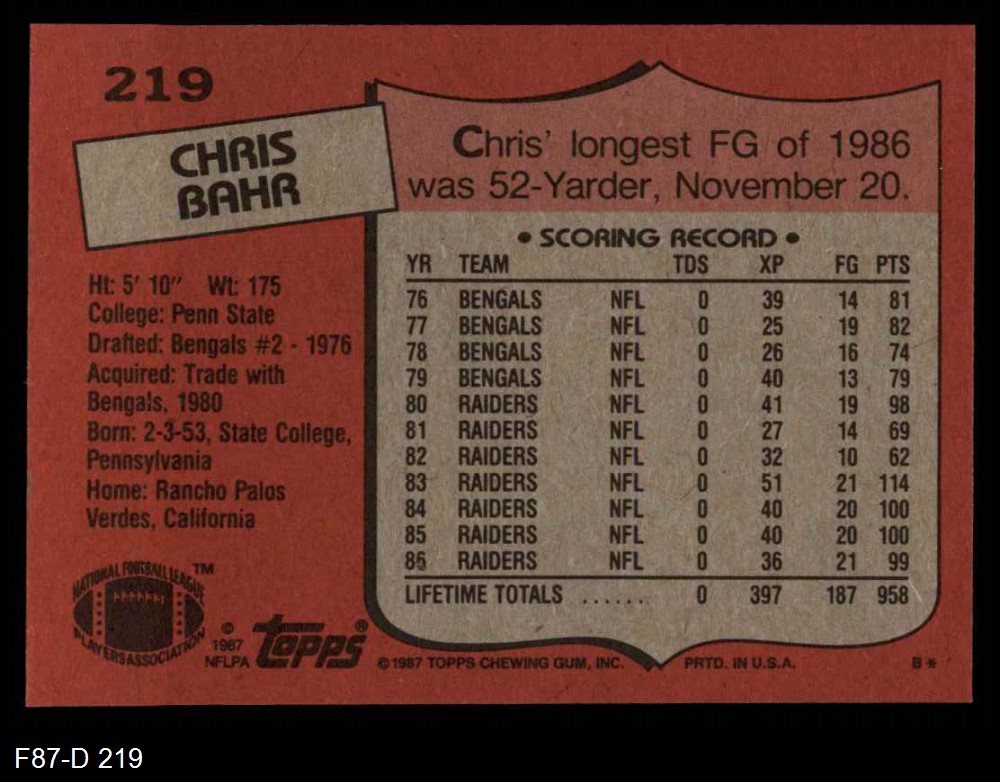 219
CHRIS
BAHR
Chris' longest FG of 1986
was 52-Yarder, November 20.
Ht: 5' 10" Wt: 175
College: Penn State
Drafted: Bengals #2 - 1976
Acquired: Trade with
Bengals, 1980
Born: 2-3-53, State College,
Pennsylvania
Home: Rancho Palos
Verdes, California
• SCORING RECORD •
YR TEAM TDS XP FG PTS
76 BENGALS NFL 0 39 14 81
77 BENGALS NFL 0 25 19 82
78 BENGALS NFL 0 26 16 74
79 BENGALS NFL 0 40 13 79
80 RAIDERS NFL 0 41 19 98
81 RAIDERS NFL 0 27 14 69
82 RAIDERS NFL 0 32 10 62
83 RAIDERS NFL 0 51 21 114
84 RAIDERS NFL 0 40 20 100
85 RAIDERS NFL 0 40 20 100
86 RAIDERS NFL 0 36 21 99
LIFETIME TOTALS ...... 0 397 187 958
NATIONAL FOOTBALL LEAGUE ™
PLAYERS ASSOCIATION
© 1987
NFLPA
topps®
© 1987 TOPPS CHEWING GUM, INC. PRTD. IN U.S.A. B*
F87-D 219